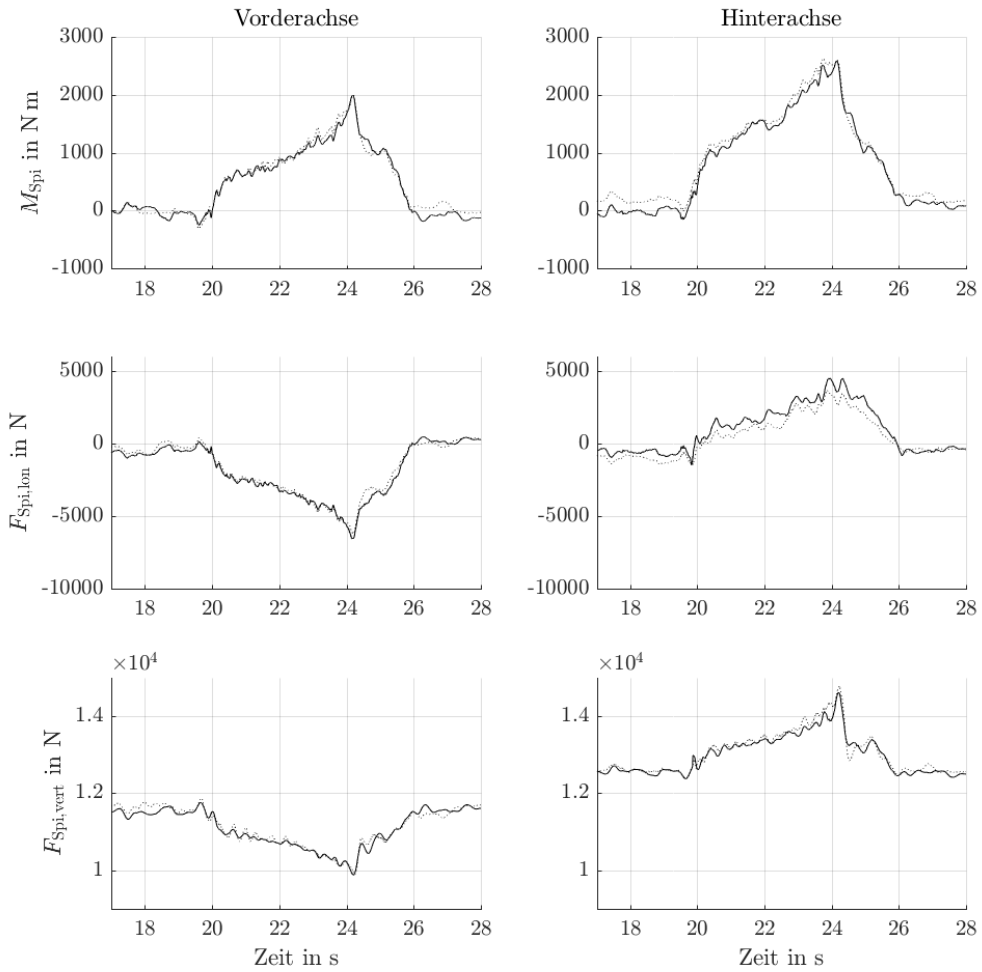 Vorderachse
Hinterachse
M_Spi in N m
3000
2000
1000
0
-1000
18 20 22 24 26 28
3000
2000
1000
0
-1000
18 20 22 24 26 28
F_Spi,lon in N
5000
0
-5000
-10000
18 20 22 24 26 28
5000
0
-5000
-10000
18 20 22 24 26 28
F_Spi,vert in N
×10⁴
1.4
1.2
1
18 20 22 24 26 28
Zeit in s
×10⁴
1.4
1.2
1
18 20 22 24 26 28
Zeit in s